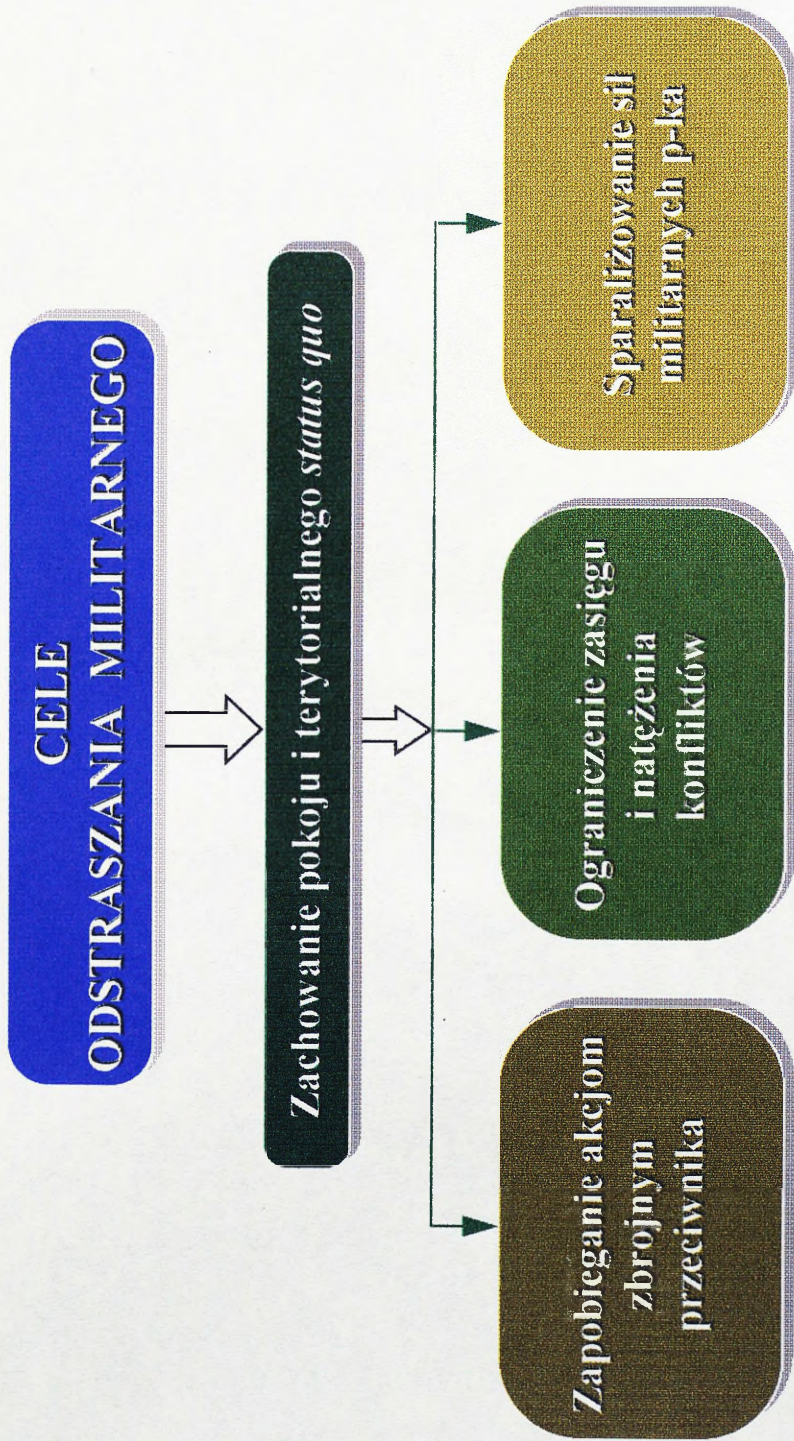 CELE
ODSTRASZANIA MILITARNEGO
Zachowanie pokoju i terytorialnego status quo
Zapobieganie akcjom
zbrojnym
przeciwnika
Ograniczenie zasięgu
i natężenia
konfliktów
Sparaliżowanie sił
militarnych p-ka